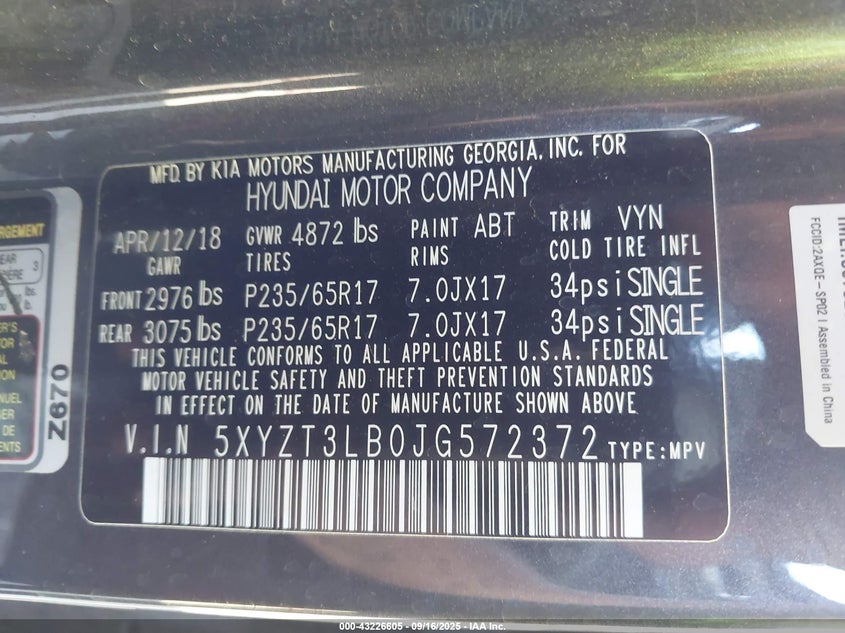 MFD. BY KIA MOTORS MANUFACTURING GEORGIA, INC. FOR
HYUNDAI MOTOR COMPANY
APR/12/18 GVWR 4872 lbs PAINT ABT TRIM VYN
GAWR TIRES RIMS COLD TIRE INFL
FRONT 2976 lbs P235/65R17 7.0JX17 34psi SINGLE
REAR 3075 lbs P235/65R17 7.0JX17 34psi SINGLE
THIS VEHICLE CONFORMS TO ALL APPLICABLE U.S.A. FEDERAL
MOTOR VEHICLE SAFETY AND THEFT PREVENTION STANDARDS
IN EFFECT ON THE DATE OF MANUFACTURE SHOWN ABOVE
V.I.N 5XYZT3LB0JG572372 TYPE:MPV
Z670
FCCID:2AXQE-SP02 | Assembled in China
000-43226605 - 09/16/2025 - IAA Inc.